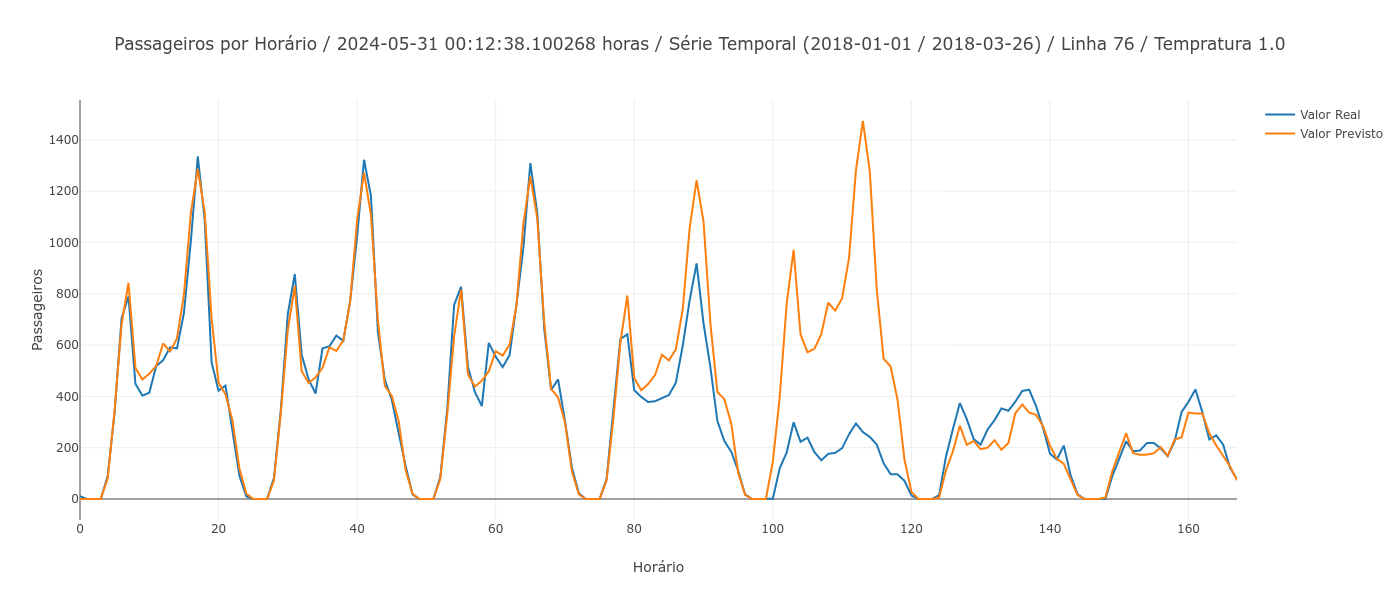 Passageiros por Horário / 2024-05-31 00:12:38.100268 horas / Série Temporal (2018-01-01 / 2018-03-26) / Linha 76 / Tempratura 1.0
Valor Real
Valor Previsto
1400
1200
1000
800
600
400
200
0
Passageiros
0 20 40 60 80 100 120 140 160
Horário